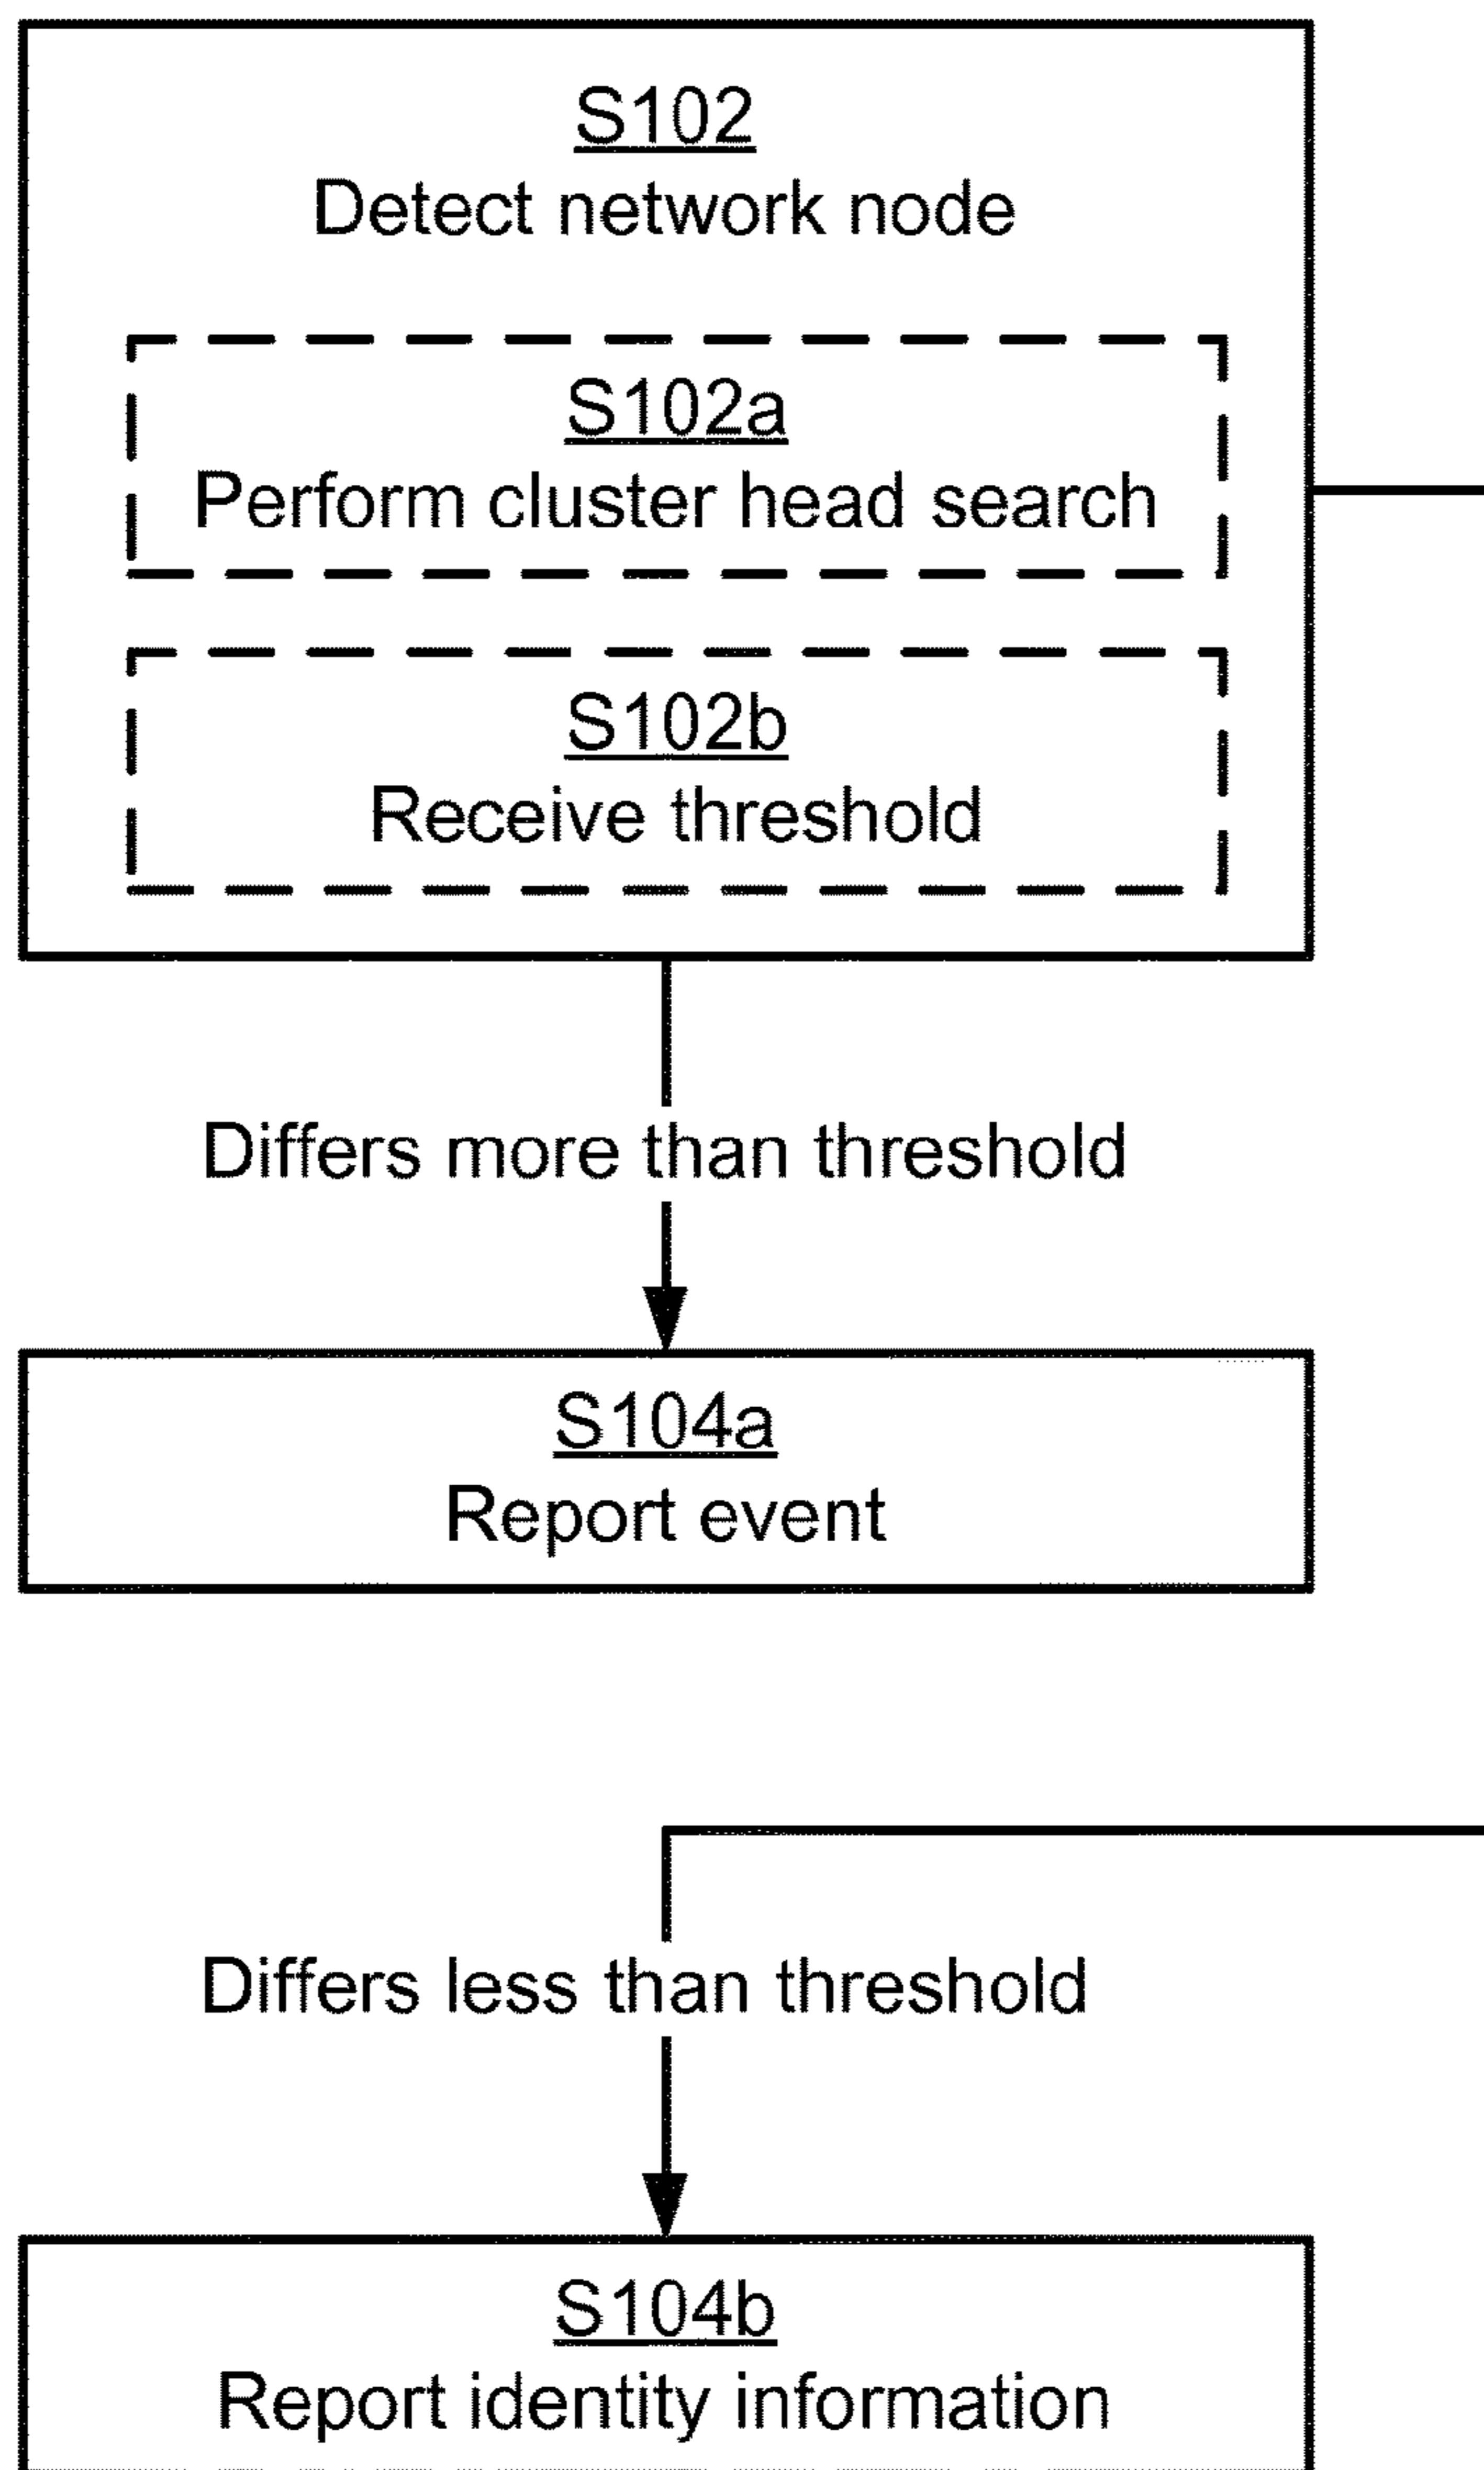 S102
Detect network node
S102a
Perform cluster head search
S102b
Receive threshold
Differs more than threshold
S104a
Report event
Differs less than threshold
S104b
Report identity information